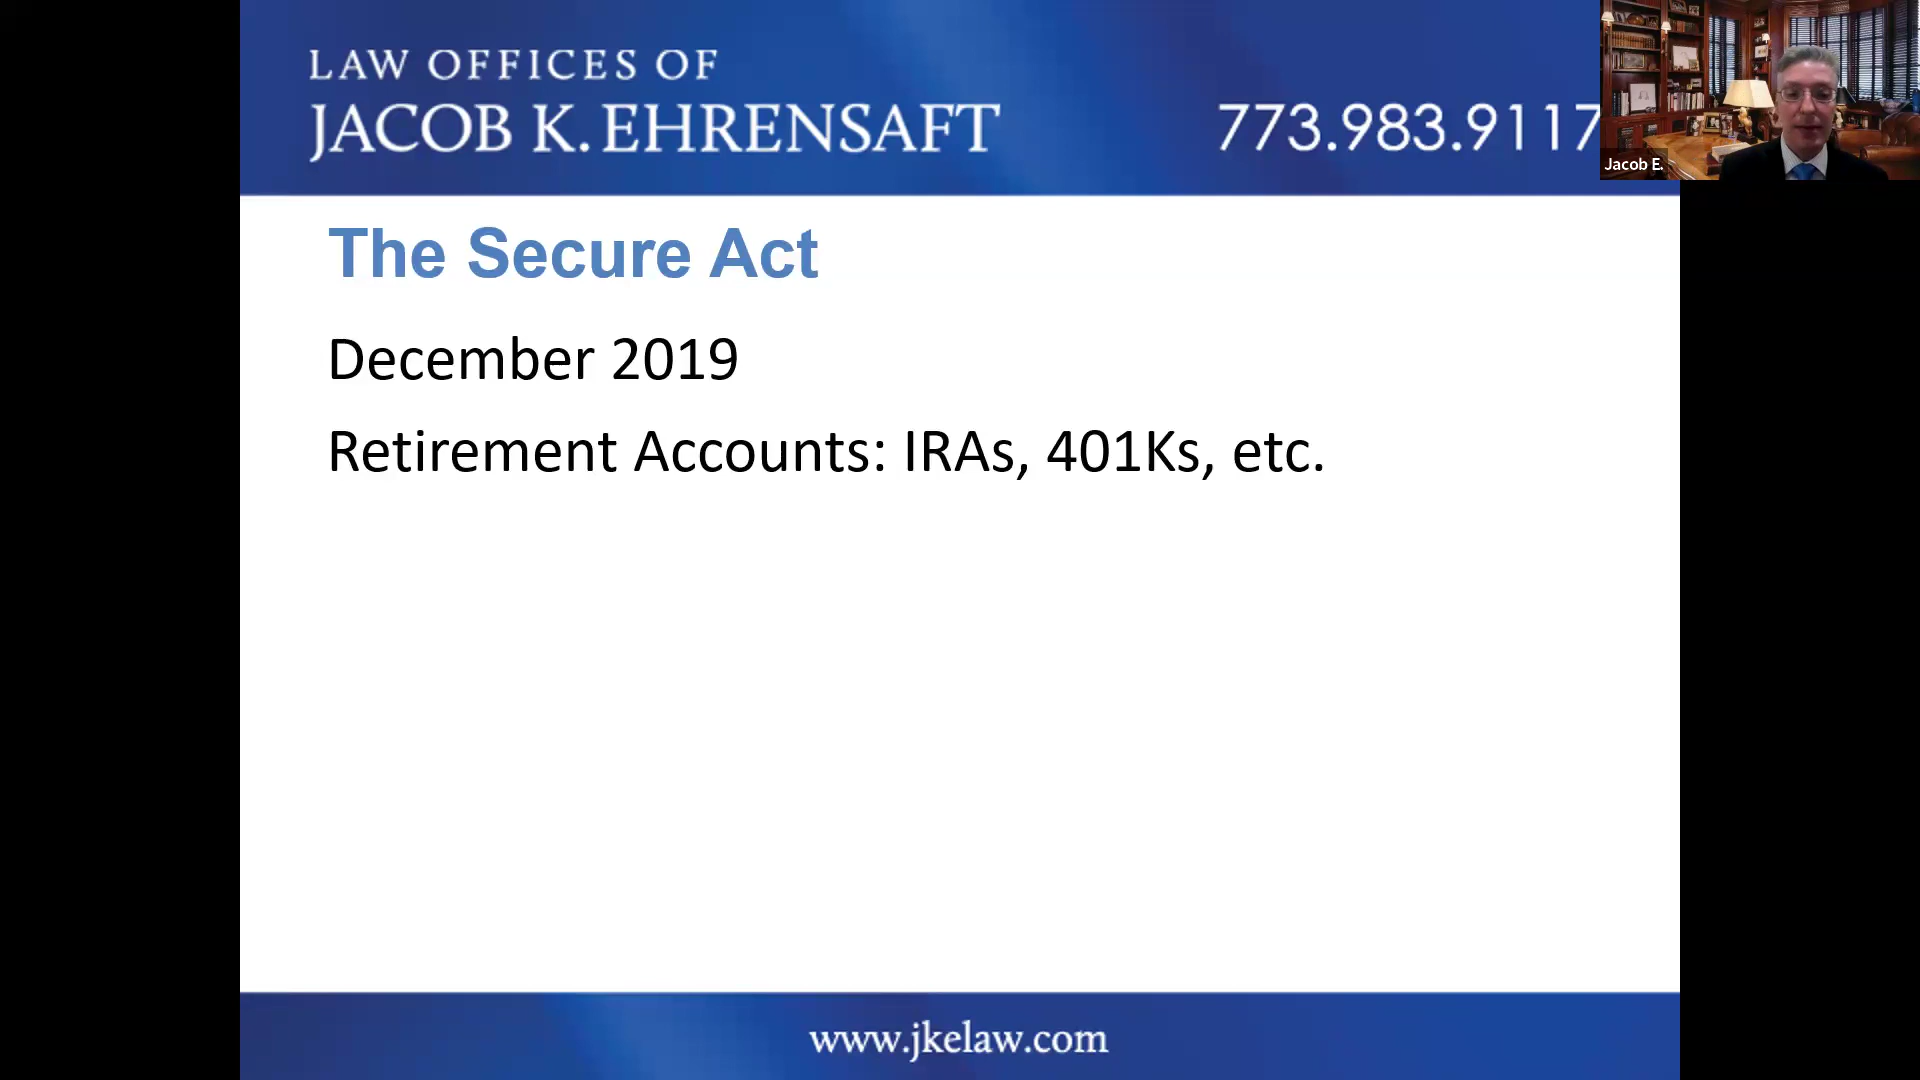 LAW OFFICES OF
JACOB K. EHRENSAFT
773.983.9117
Jacob E.
The Secure Act
December 2019
Retirement Accounts: IRAs, 401Ks, etc.
www.jkelaw.com